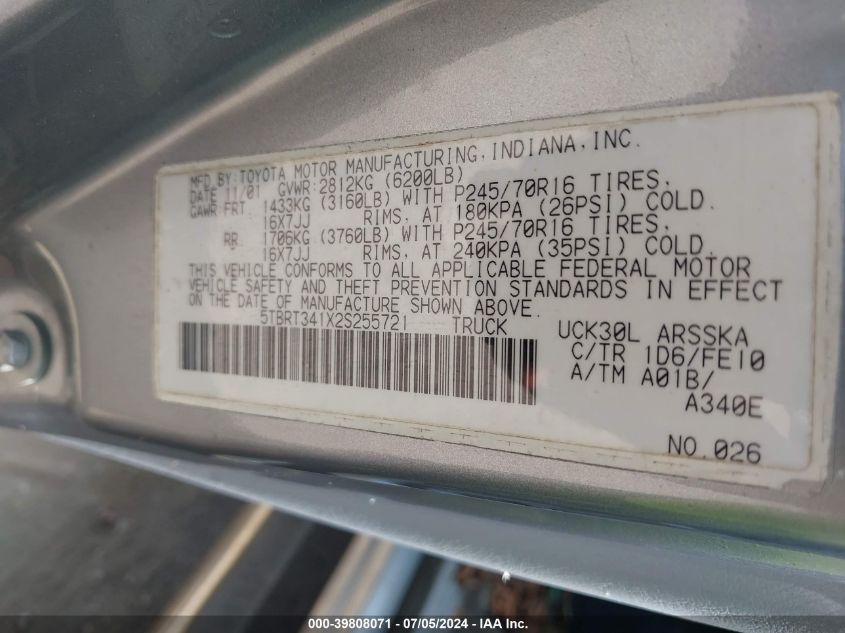 MFD.BY:TOYOTA MOTOR MANUFACTURING,INDIANA,INC.
DATE 11/01 GVWR:2812KG (6200LB)
GAWR:FRT 1433KG (3160LB) WITH P245/70R16 TIRES,
16X7JJ RIMS, AT 180KPA (26PSI) COLD.
RR 1706KG (3760LB) WITH P245/70R16 TIRES,
16X7JJ RIMS, AT 240KPA (35PSI) COLD.
THIS VEHICLE CONFORMS TO ALL APPLICABLE FEDERAL MOTOR
VEHICLE SAFETY AND THEFT PREVENTION STANDARDS IN EFFECT
ON THE DATE OF MANUFACTURE SHOWN ABOVE.
5TBRT341X2S255721 TRUCK
UCK30L ARSSKA
C/TR 1D6/FE10
A/TM A01B/
A340E
NO.026
000-39808071 / 07/05/2024 - IAAI.com